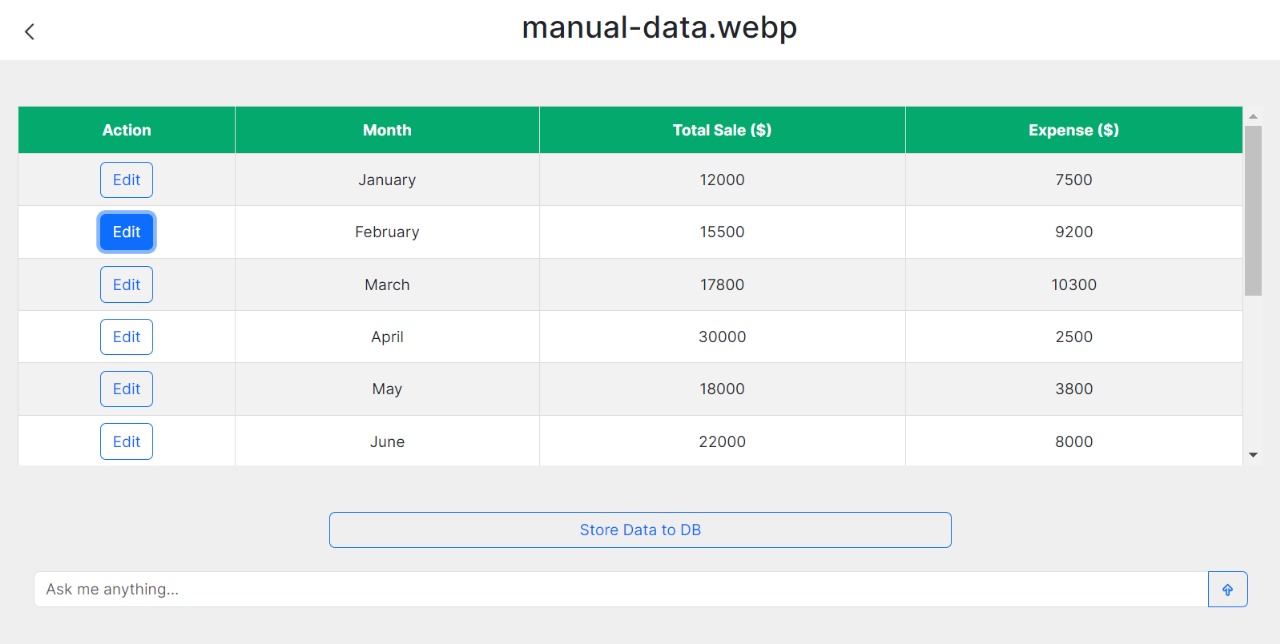 manual-data.webp
Action Month Total Sale ($) Expense ($)
Edit January 12000 7500
Edit February 15500 9200
Edit March 17800 10300
Edit April 30000 2500
Edit May 18000 3800
Edit June 22000 8000
Store Data to DB
Ask me anything...